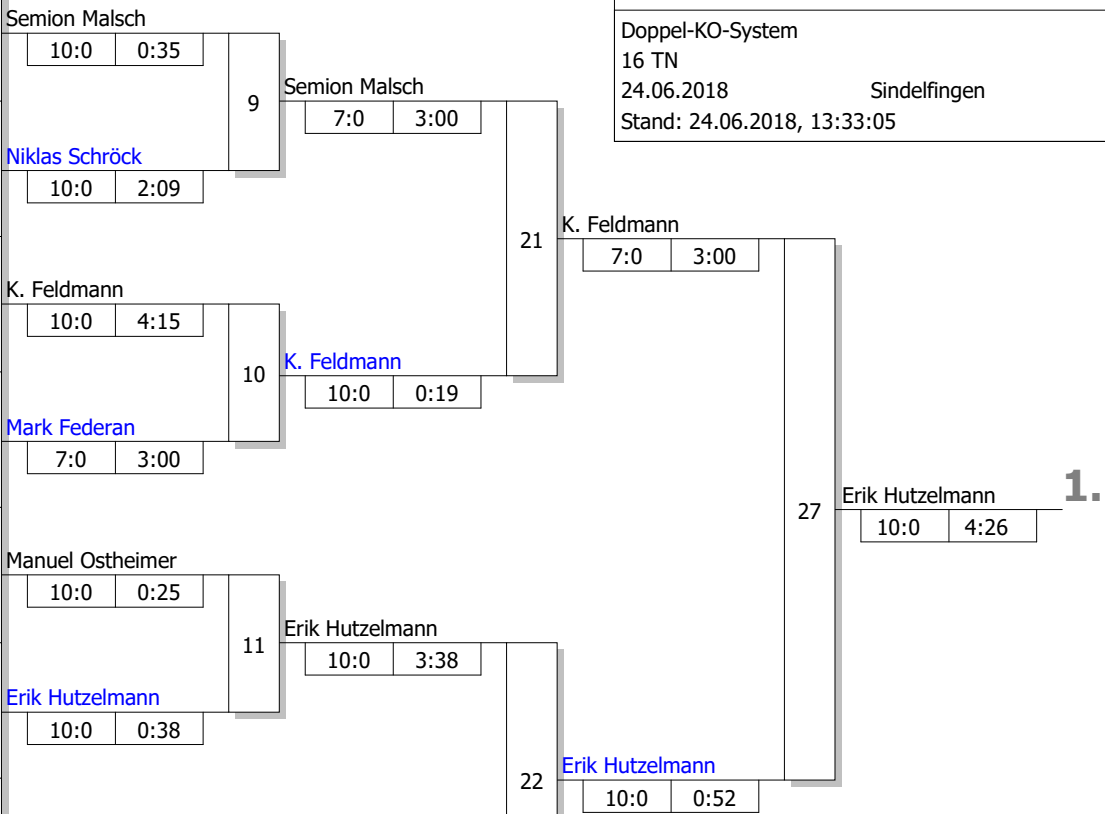 Semion Malsch
10:0 0:35
9
Niklas Schröck
10:0 2:09
K. Feldmann
10:0 4:15
10
Mark Federan
7:0 3:00
Manuel Ostheimer
10:0 0:25
11
Erik Hutzelmann
10:0 0:38
Semion Malsch
7:0 3:00
21
K. Feldmann
10:0 0:19
Erik Hutzelmann
10:0 3:38
22
K. Feldmann
7:0 3:00
27
Erik Hutzelmann
10:0 0:52
Erik Hutzelmann 1.
10:0 4:26
Doppel-KO-System
16 TN
24.06.2018 Sindelfingen
Stand: 24.06.2018, 13:33:05